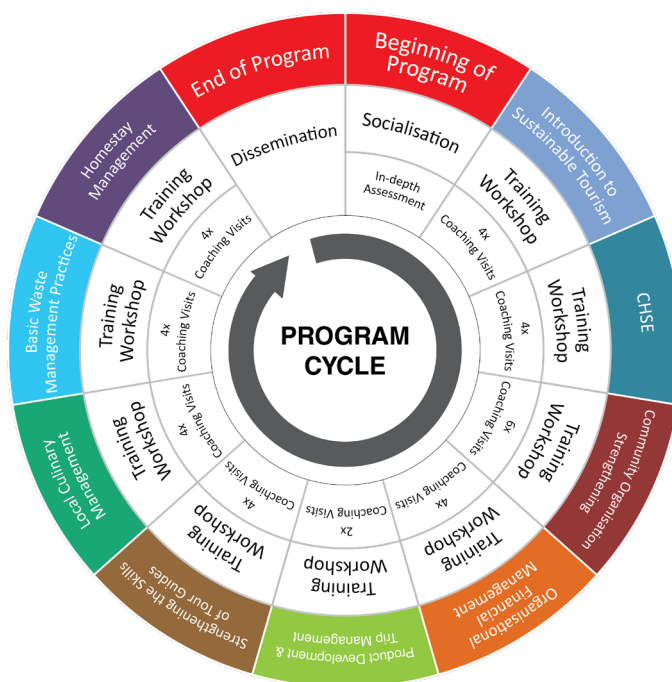 Beginning of
Program
Socialisation
In-depth
Assessment
Introduction to
Sustainable Tourism
Training
Workshop
4x
Coaching Visits
CHSE
Training
Workshop
4x
Coaching Visits
Community Organisation
Strengthening
Training
Workshop
6x
Coaching Visits
Organisational
Financial
Management
Training
Workshop
4x
Coaching Visits
Product Development &
Trip Management
Training
Workshop
2x
Coaching Visits
Strengthening the Skills
of Tour Guides
Training
Workshop
4x
Coaching Visits
Local Culinary
Management
Training
Workshop
4x
Coaching Visits
Basic Waste
Management Practices
Training
Workshop
4x
Coaching Visits
Homestay
Management
Training
Workshop
4x
Coaching Visits
End of Program
Dissemination
PROGRAM
CYCLE